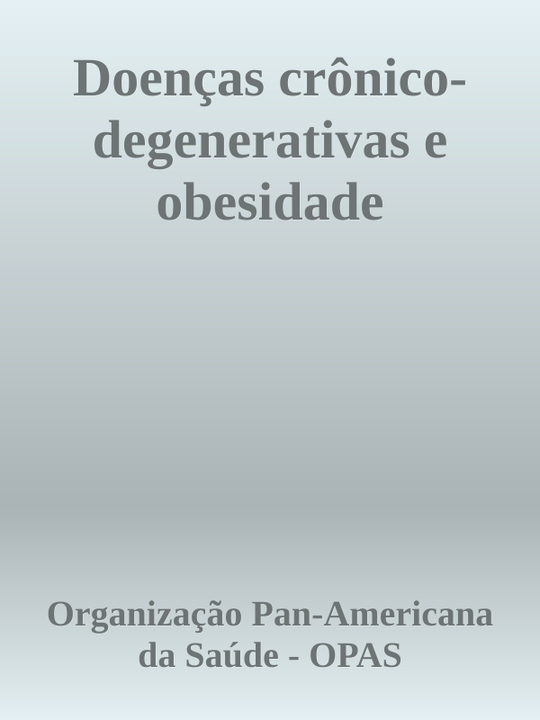 Doenças crônico-
degenerativas e
obesidade
Organização Pan-Americana
da Saúde - OPAS